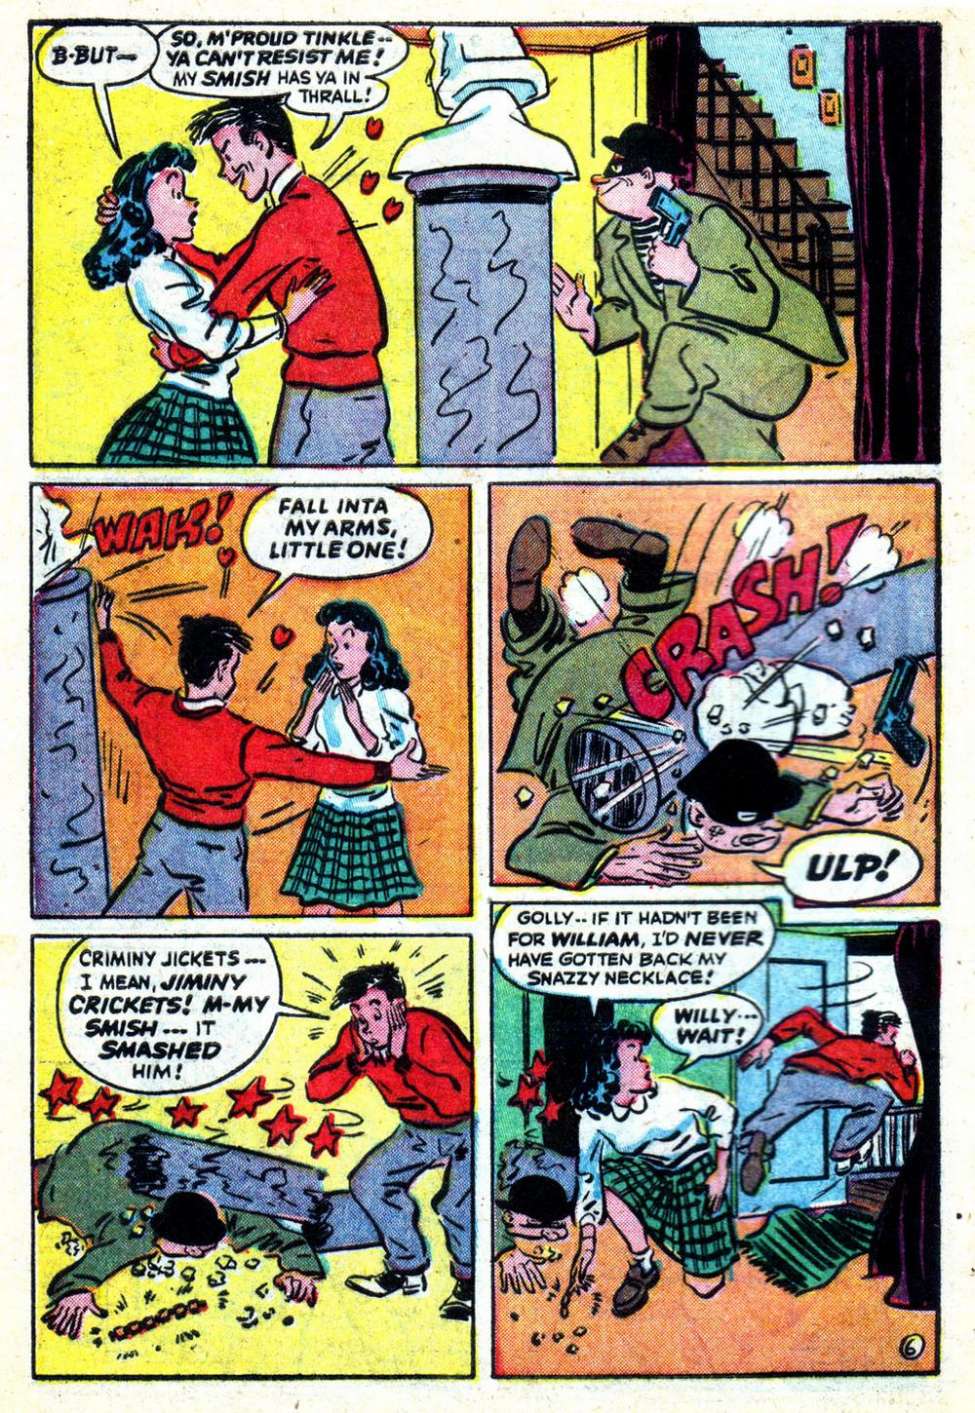 B-BUT—
SO, M'PROUD TINKLE--
YA CAN'T RESIST ME!
MY SMISH HAS YA IN
THRALL!
WAK!
FALL INTA
MY ARMS,
LITTLE ONE!
CRASH!
ULP!
CRIMINY JICKETS ---
I MEAN, JIMINY
CRICKETS! M-MY
SMISH --- IT
SMASHED
HIM!
GOLLY-- IF IT HADN'T BEEN
FOR WILLIAM, I'D NEVER
HAVE GOTTEN BACK MY
SNAZZY NECKLACE!
WILLY---
WAIT!
6